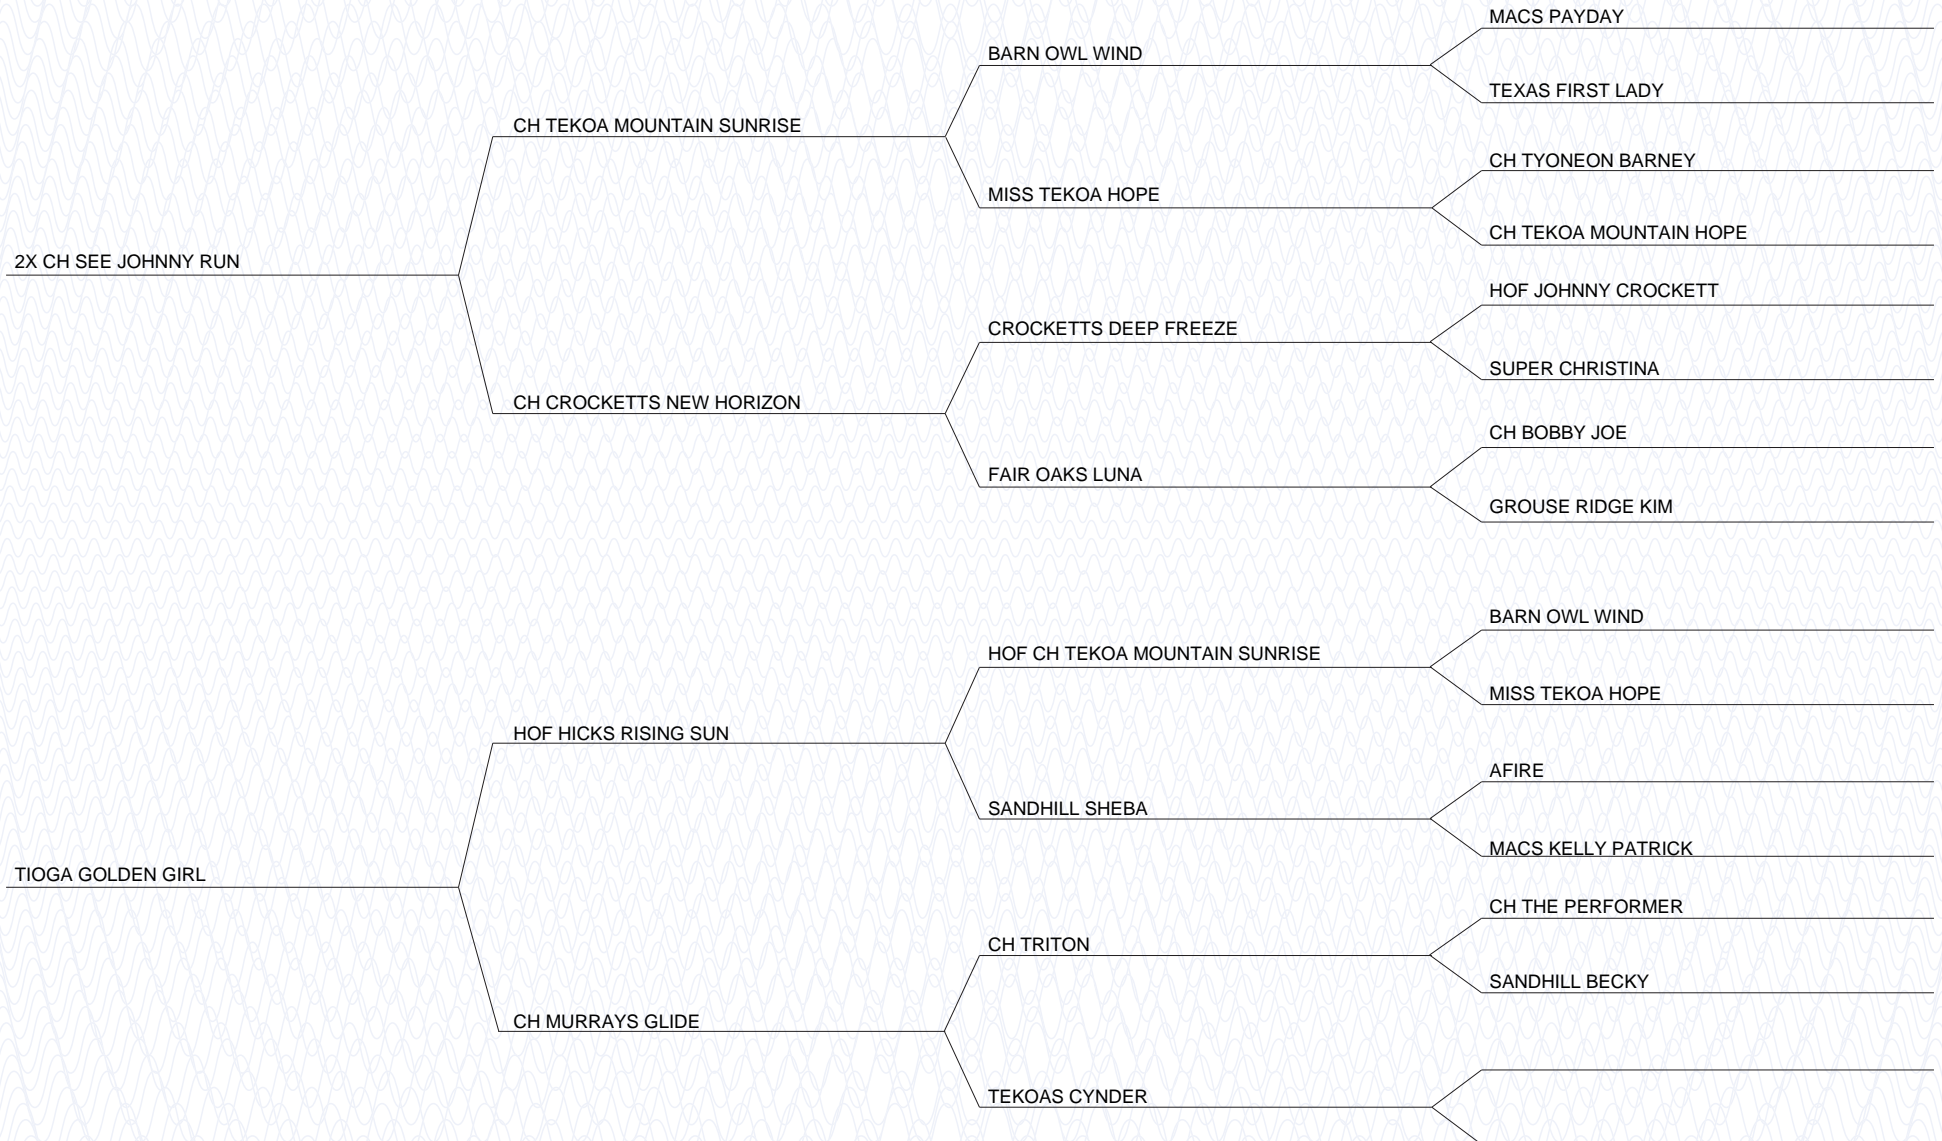 MACS PAYDAY
BARN OWL WIND
TEXAS FIRST LADY
CH TEKOA MOUNTAIN SUNRISE
CH TYONEON BARNEY
MISS TEKOA HOPE
CH TEKOA MOUNTAIN HOPE
2X CH SEE JOHNNY RUN
HOF JOHNNY CROCKETT
CROCKETTS DEEP FREEZE
SUPER CHRISTINA
CH CROCKETTS NEW HORIZON
CH BOBBY JOE
FAIR OAKS LUNA
GROUSE RIDGE KIM
BARN OWL WIND
HOF CH TEKOA MOUNTAIN SUNRISE
MISS TEKOA HOPE
HOF HICKS RISING SUN
AFIRE
SANDHILL SHEBA
MACS KELLY PATRICK
TIOGA GOLDEN GIRL
CH THE PERFORMER
CH TRITON
SANDHILL BECKY
CH MURRAYS GLIDE
TEKOAS CYNDER